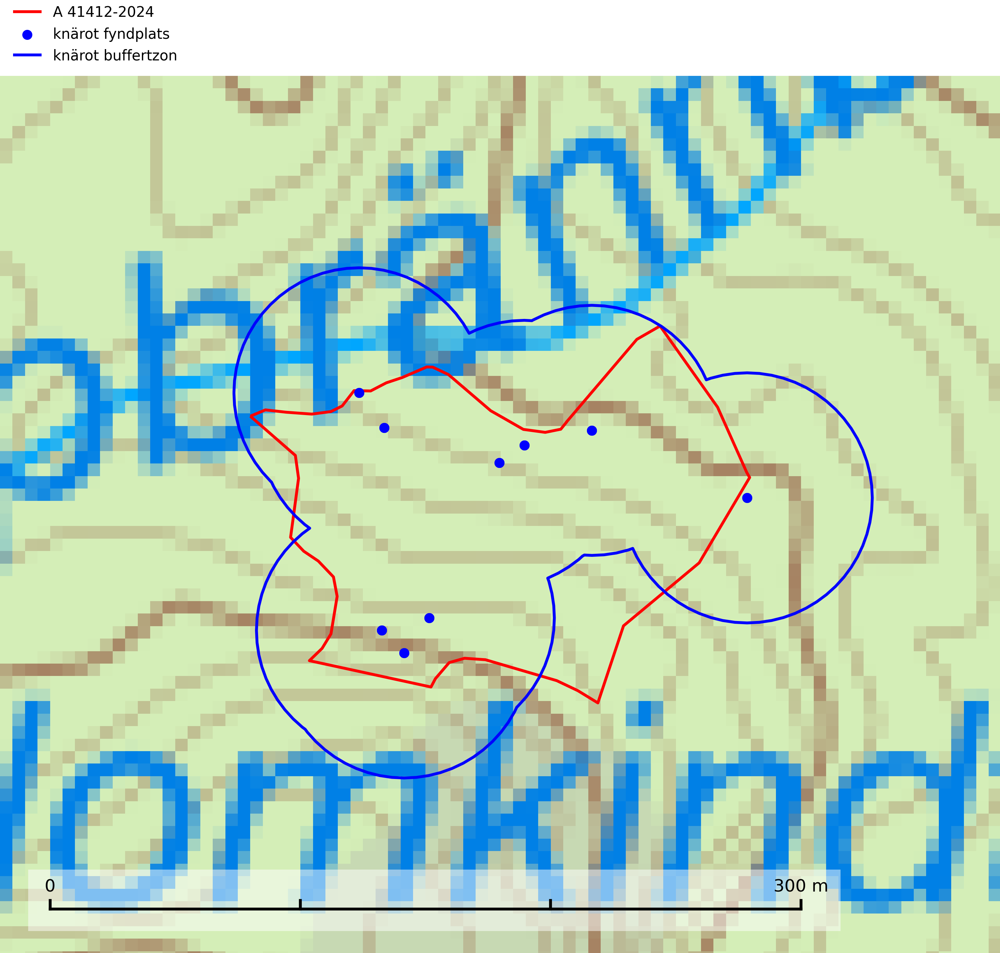 A 41412-2024
knärot fyndplats
knärot buffertzon
0 300 m